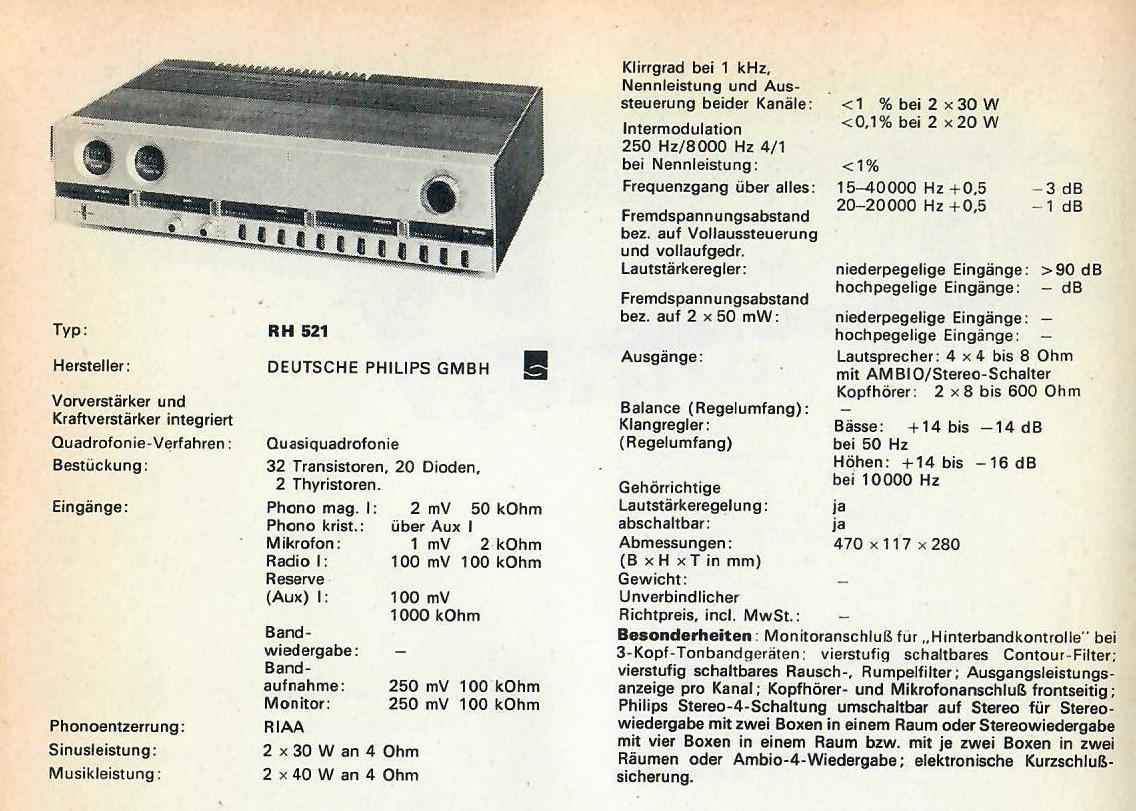 Typ: RH 521
Hersteller: DEUTSCHE PHILIPS GMBH
Vorverstärker und
Kraftverstärker integriert
Quadrofonie-Verfahren: Quasiquadrofonie
Bestückung: 32 Transistoren, 20 Dioden,
2 Thyristoren.
Eingänge: Phono mag. I: 2 mV 50 kOhm
Phono krist.: über Aux I
Mikrofon: 1 mV 2 kOhm
Radio I: 100 mV 100 kOhm
Reserve
(Aux) I: 100 mV
1000 kOhm
Band-
wiedergabe: —
Band-
aufnahme: 250 mV 100 kOhm
Monitor: 250 mV 100 kOhm
Phonoentzerrung: RIAA
Sinusleistung: 2 x 30 W an 4 Ohm
Musikleistung: 2 x 40 W an 4 Ohm
Klirrgrad bei 1 kHz,
Nennleistung und Aus-
steuerung beider Kanäle: <1 % bei 2 x 30 W
<0,1% bei 2 x 20 W
Intermodulation
250 Hz/8000 Hz 4/1
bei Nennleistung: <1%
Frequenzgang über alles: 15–40000 Hz +0,5 −3 dB
20–20000 Hz +0,5 −1 dB
Fremdspannungsabstand
bez. auf Vollaussteuerung
und vollaufgedr.
Lautstärkeregler: niederpegelige Eingänge: >90 dB
hochpegelige Eingänge: − dB
Fremdspannungsabstand
bez. auf 2 x 50 mW: niederpegelige Eingänge: —
hochpegelige Eingänge: —
Ausgänge: Lautsprecher: 4 x 4 bis 8 Ohm
mit AMBIO/Stereo-Schalter
Kopfhörer: 2 x 8 bis 600 Ohm
Balance (Regelumfang): —
Klangregler: Bässe: +14 bis −14 dB
(Regelumfang) bei 50 Hz
Höhen: +14 bis −16 dB
bei 10000 Hz
Gehörrichtige
Lautstärkeregelung: ja
abschaltbar: ja
Abmessungen: 470 x 117 x 280
(B x H x T in mm)
Gewicht: —
Unverbindlicher
Richtpreis, incl. MwSt.: —
Besonderheiten: Monitoranschluß fur „Hinterbandkontrolle" bei
3-Kopf-Tonbandgeräten; vierstufig schaltbares Contour-Filter;
vierstufig schaltbares Rausch-, Rumpelfilter; Ausgangsleistungs-
anzeige pro Kanal; Kopfhörer- und Mikrofonanschluß frontseitig;
Philips Stereo-4-Schaltung umschaltbar auf Stereo für Stereo-
wiedergabe mit zwei Boxen in einem Raum oder Stereowiedergabe
mit vier Boxen in einem Raum bzw. mit je zwei Boxen in zwei
Räumen oder Ambio-4-Wiedergabe; elektronische Kurzschluß-
sicherung.